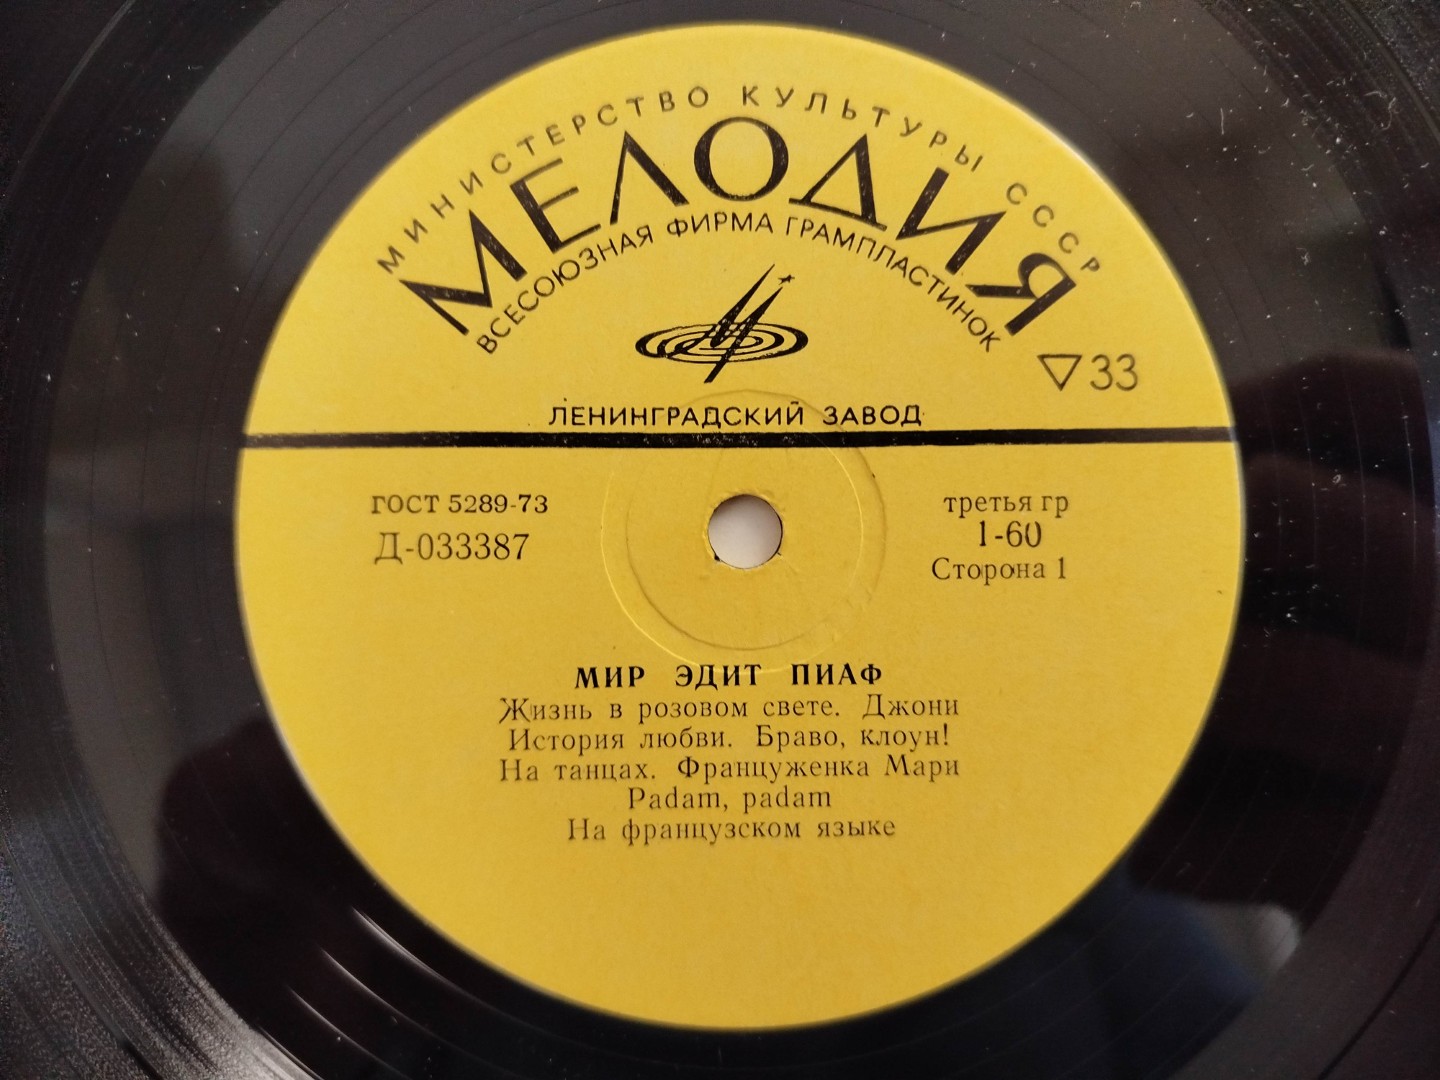 МИНИСТЕРСТВО КУЛЬТУРЫ СССР
МЕЛОДИЯ
ВСЕСОЮЗНАЯ ФИРМА ГРАМПЛАСТИНОК
▽33
ЛЕНИНГРАДСКИЙ ЗАВОД
ГОСТ 5289-73
Д-033387
третья гр
1-60
Сторона 1
МИР ЭДИТ ПИАФ
Жизнь в розовом свете. Джони
История любви. Браво, клоун!
На танцах. Француженка Мари
Padam, padam
На французском языке